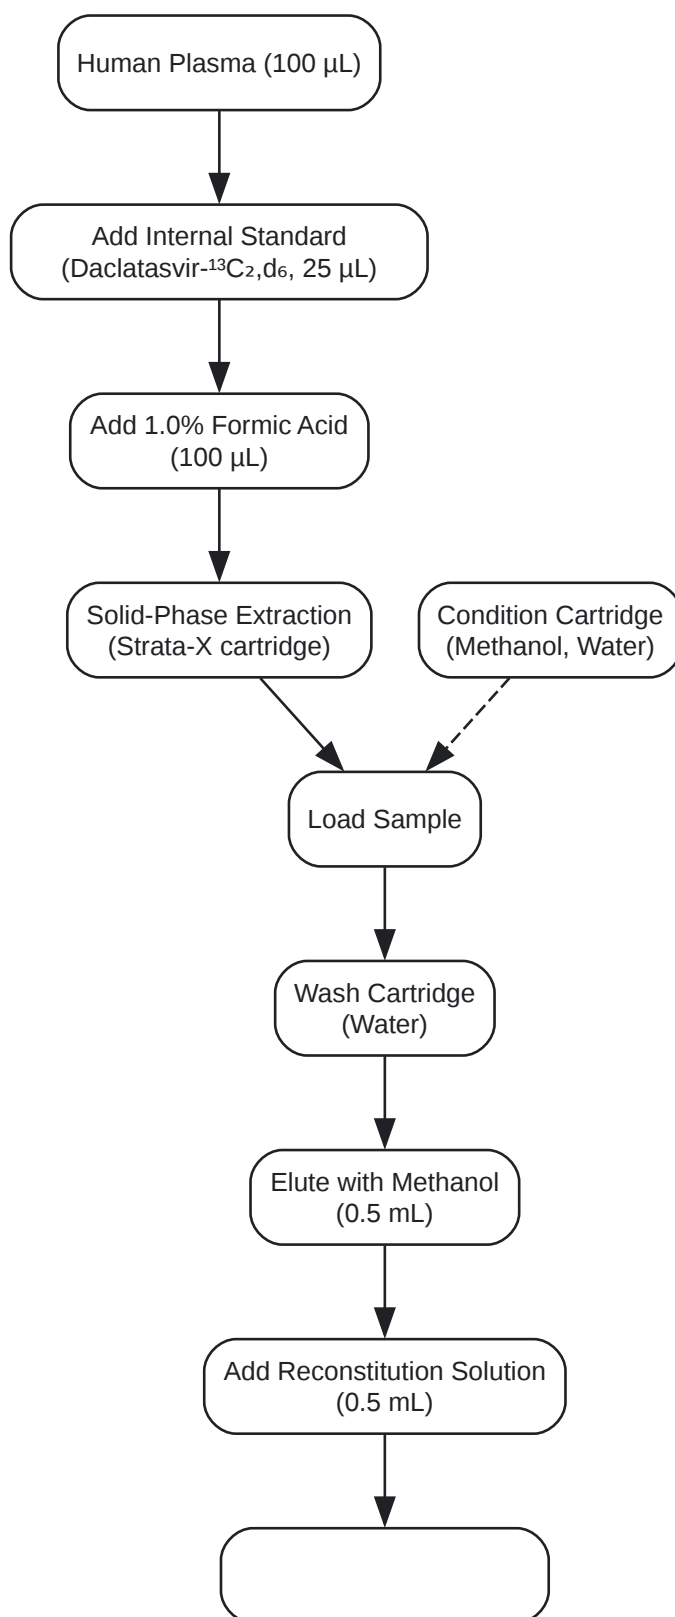 Human Plasma (100 µL)
Add Internal Standard
(Daclatasvir-¹³C₂,d₆, 25 µL)
Add 1.0% Formic Acid
(100 µL)
Solid-Phase Extraction
(Strata-X cartridge)
Condition Cartridge
(Methanol, Water)
Load Sample
Wash Cartridge
(Water)
Elute with Methanol
(0.5 mL)
Add Reconstitution Solution
(0.5 mL)